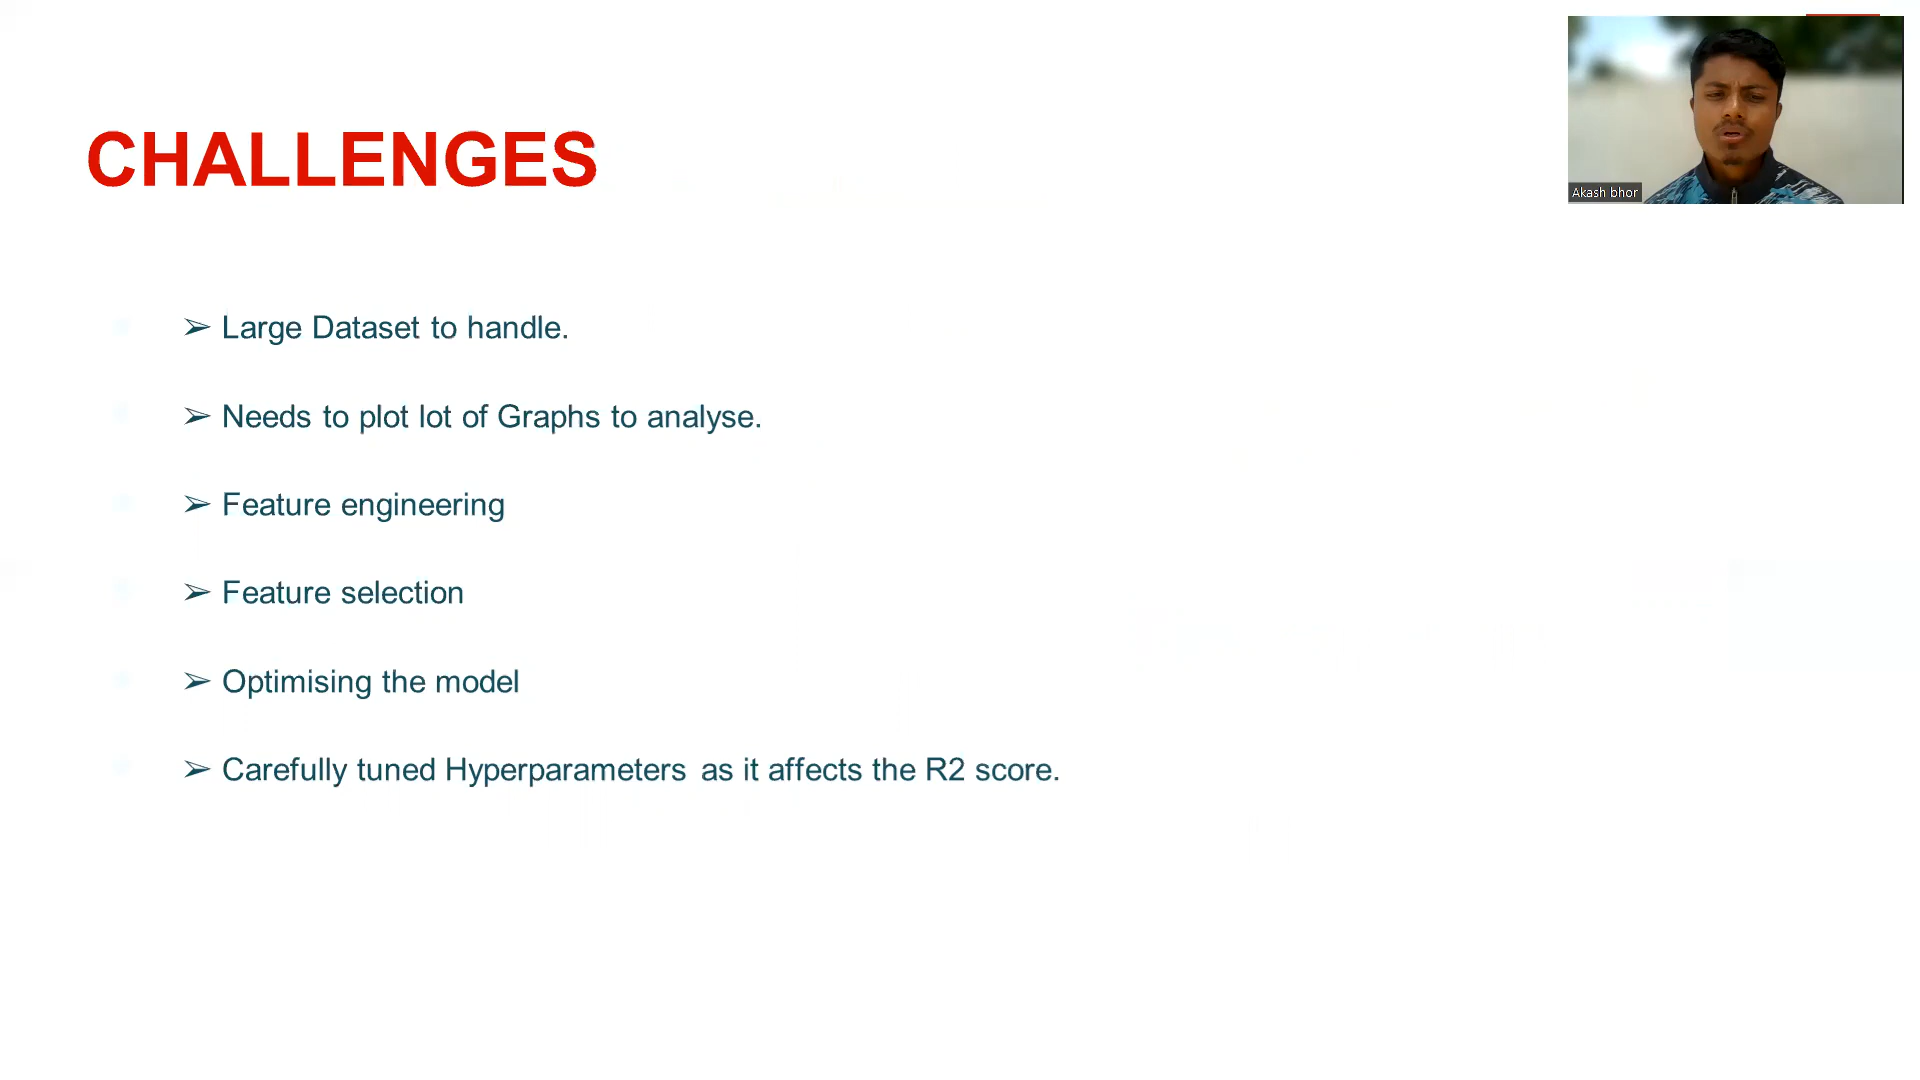 CHALLENGES
Akash bhor
➢ Large Dataset to handle.
➢ Needs to plot lot of Graphs to analyse.
➢ Feature engineering
➢ Feature selection
➢ Optimising the model
➢ Carefully tuned Hyperparameters as it affects the R2 score.